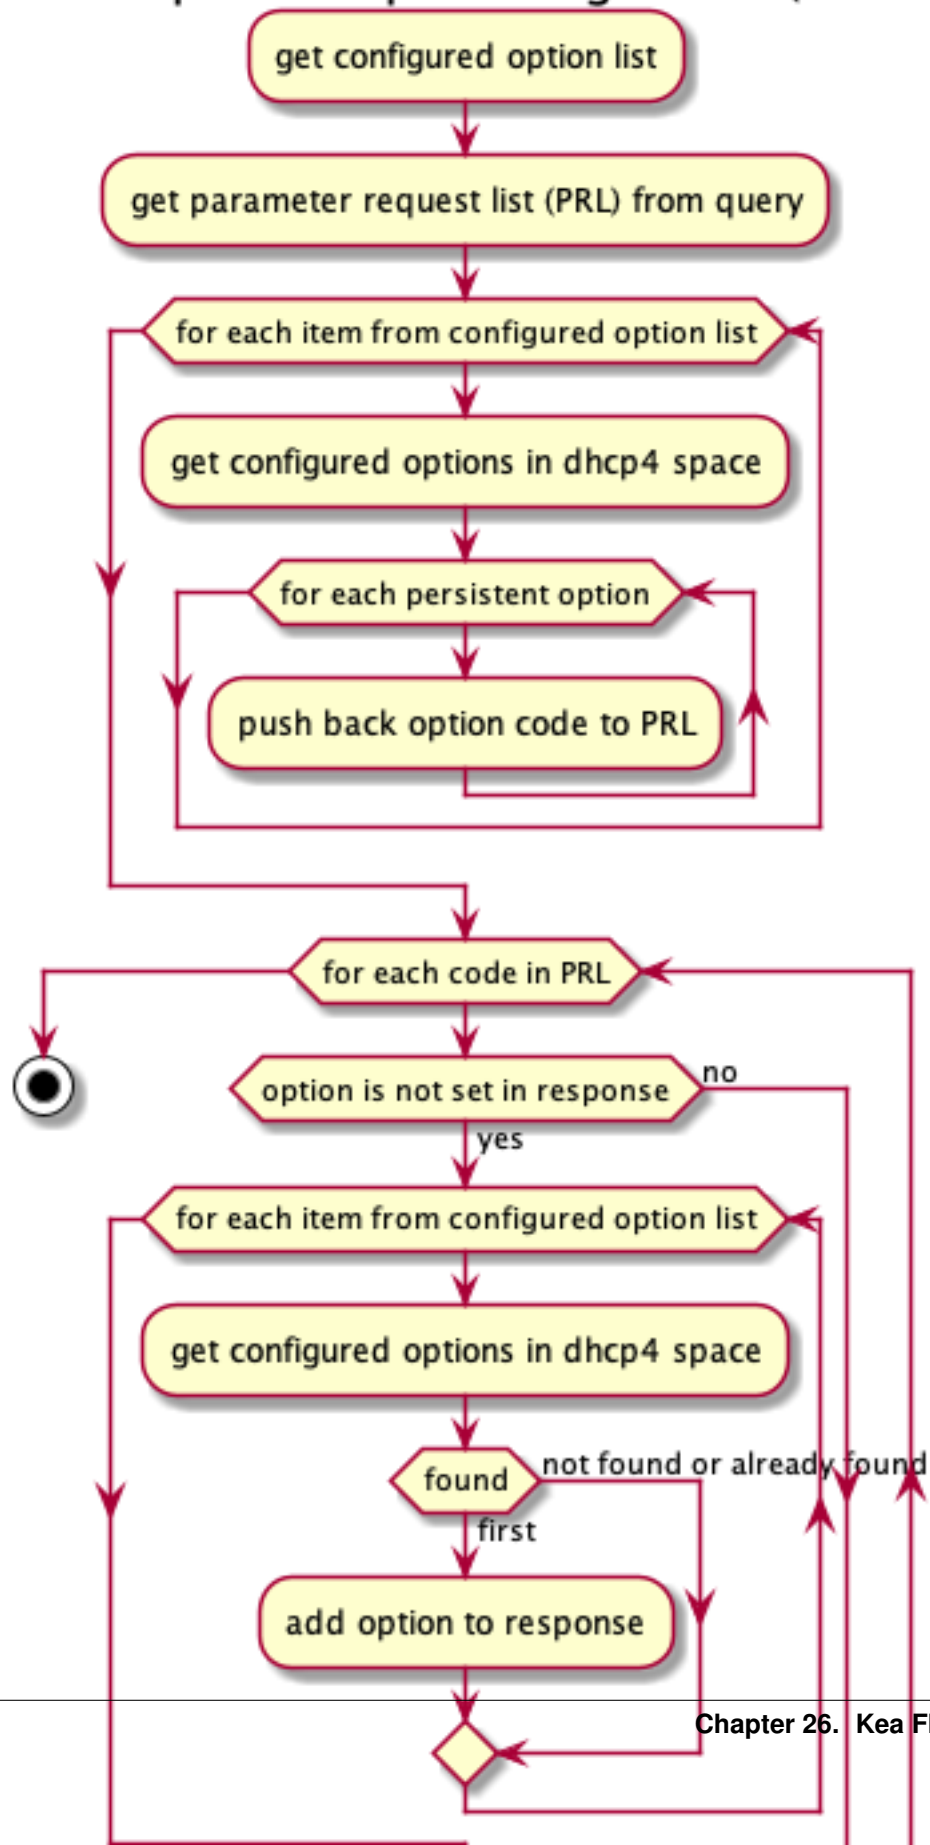 get configured option list
get parameter request list (PRL) from query
for each item from configured option list
get configured options in dhcp4 space
for each persistent option
push back option code to PRL
for each code in PRL
option is not set in response
no
yes
for each item from configured option list
get configured options in dhcp4 space
found
not found or already found
first
add option to response
Chapter 26. Kea